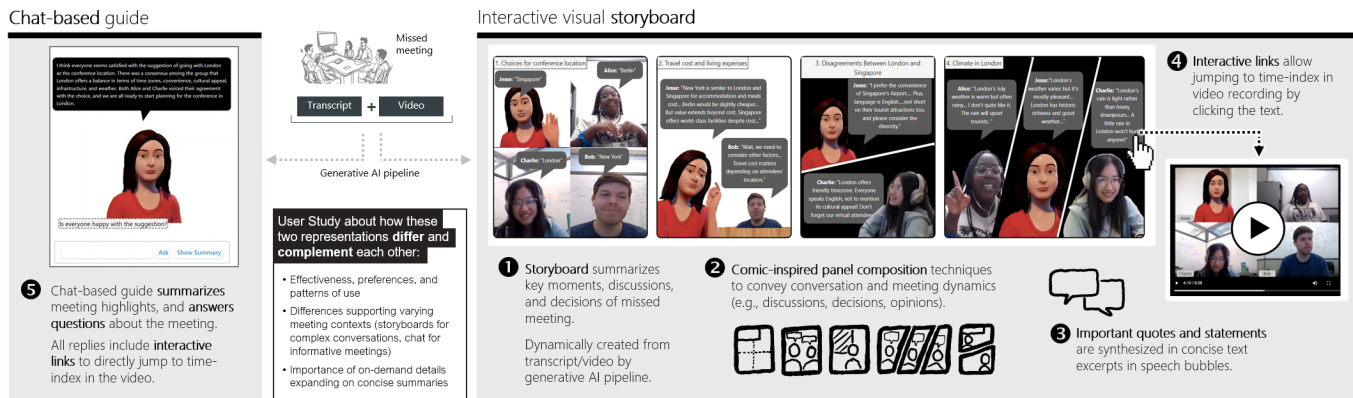 Chat-based guide
I think everyone seems satisfied with the suggestion of going with London
as the conference location. There was a consensus among the group that
London offers a balance in terms of time zones, convenience, cultural appeal,
infrastructure, and weather. Both Alice and Charlie voiced their agreement
with the choice, and we are all ready to start planning for the conference in
London.
Is everyone happy with the suggestion?
Ask
Show Summary
5 Chat-based guide summarizes
meeting highlights, and answers
questions about the meeting.
All replies include interactive
links to directly jump to time-
index in the video.
Missed
meeting
Transcript + Video
Generative AI pipeline
User Study about how these
two representations differ and
complement each other:
• Effectiveness, preferences, and
patterns of use
• Differences supporting varying
meeting contexts (storyboards for
complex conversations, chat for
informative meetings)
• Importance of on-demand details
expanding on concise summaries
Interactive visual storyboard
1. Choices for conference location
Jesse: "Singapore"
Alice: "Berlin"
Charlie: "London"
Bob: "New York"
2. Travel cost and living expenses
Jesse: "New York is similar to London and
Singapore for accommodation and meals
cost... Berlin would be slightly cheaper...
But value extends beyond cost, Singapore
offers world-class facilities despite cost..."
Bob: "Wait, we need to
consider other factors...
Travel cost matters
depending on attendees'
location."
3. Disagreements Between London and
Singapore
Jesse: "I prefer the convenience
of Singapore's Airport.... Plus,
language is English....not short
on their tourist attractions too,
and please consider the
diversity."
Charlie: "London offers
friendly timezone. Everyone
speaks English, not to mention
its cultural appeal! Don't
forget our virtual attendees
4. Climate in London
Alice: "London's July
weather is warm but often
rainy... I don't quite like it.
The rain will upset
tourists."
Jesse: "London's
weather varies but it's
mostly pleasant...
London has historic
richness and good
weather..."
Charlie: "London's
rain is light rather
than heavy
downpours... A
little rain in
London won't hurt
anyone!"
4 Interactive links allow
jumping to time-index in
video recording by
clicking the text.
Jesse
Charlie
Bob
4:10 / 8:08
1 Storyboard summarizes
key moments, discussions,
and decisions of missed
meeting.
Dynamically created from
transcript/video by
generative AI pipeline.
2 Comic-inspired panel composition techniques
to convey conversation and meeting dynamics
(e.g., discussions, decisions, opinions).
3 Important quotes and statements
are synthesized in concise text
excerpts in speech bubbles.